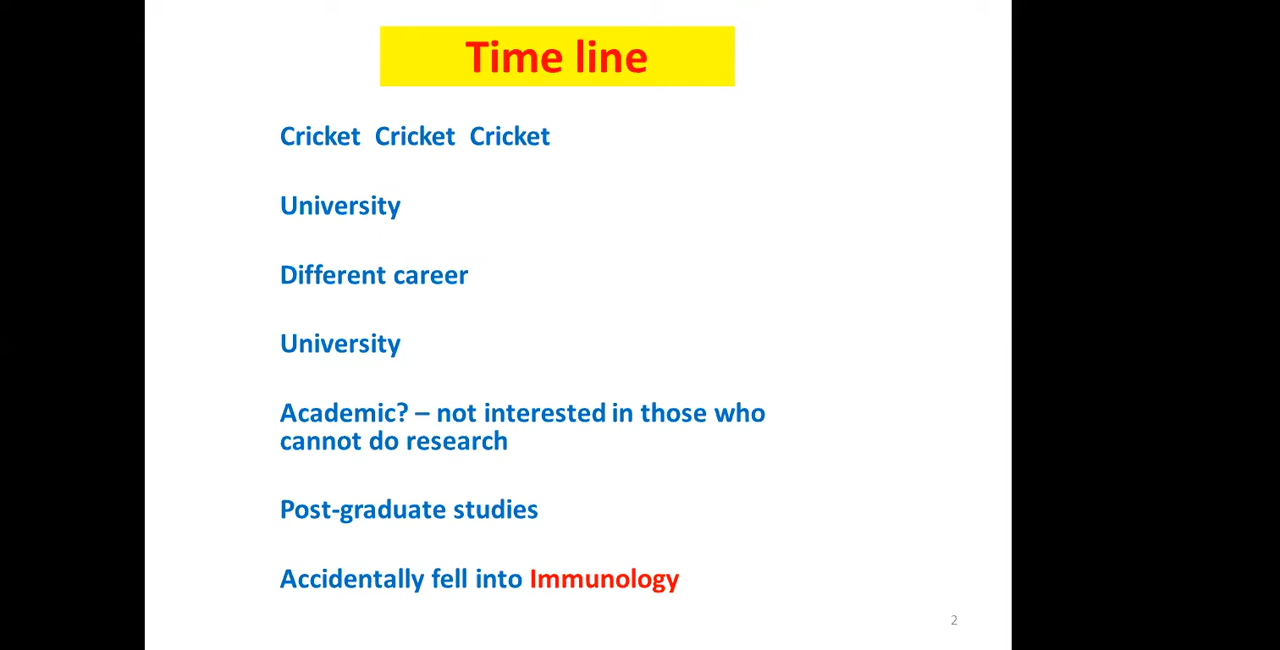 Time line
Cricket Cricket Cricket
University
Different career
University
Academic? – not interested in those who
cannot do research
Post-graduate studies
Accidentally fell into Immunology
2